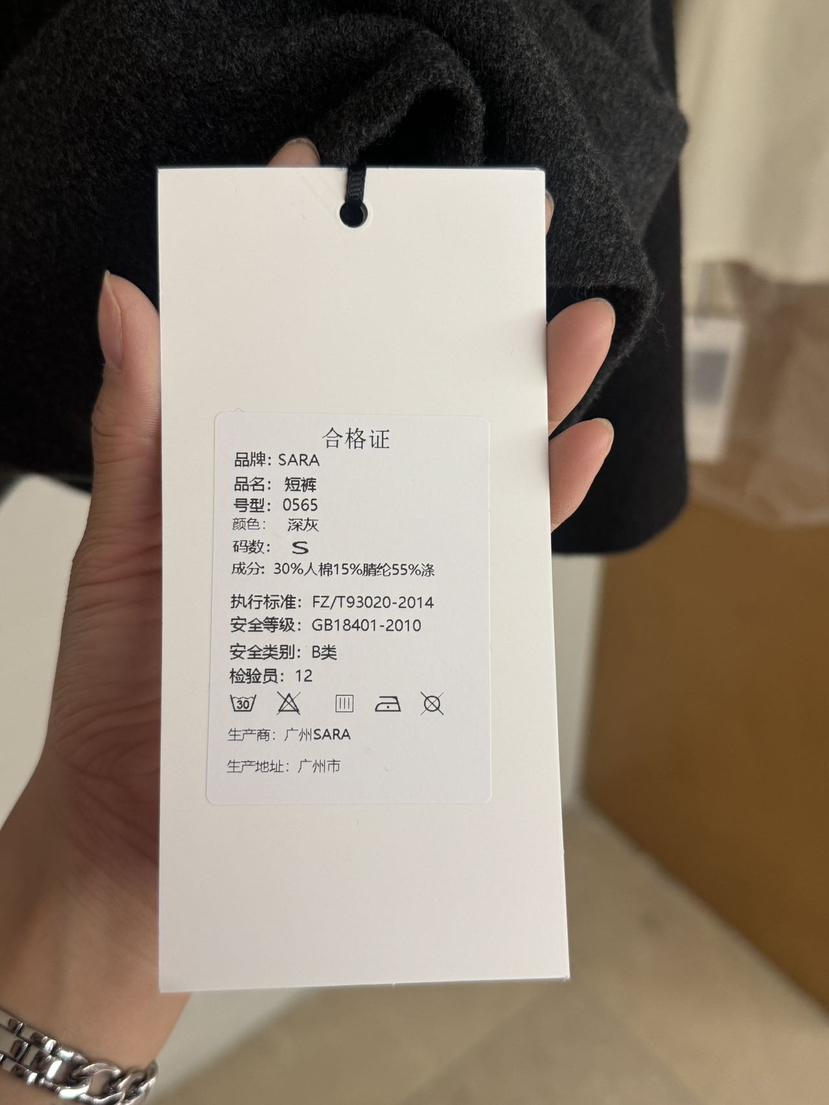 合格证
品牌：SARA
品名： 短裤
号型：0565
颜色： 深灰
码数： S
成分：30%人棉15%腈纶55%涤
执行标准：FZ/T93020-2014
安全等级：GB18401-2010
安全类别：B类
检验员：12
30
生产商：广州SARA
生产地址：广州市